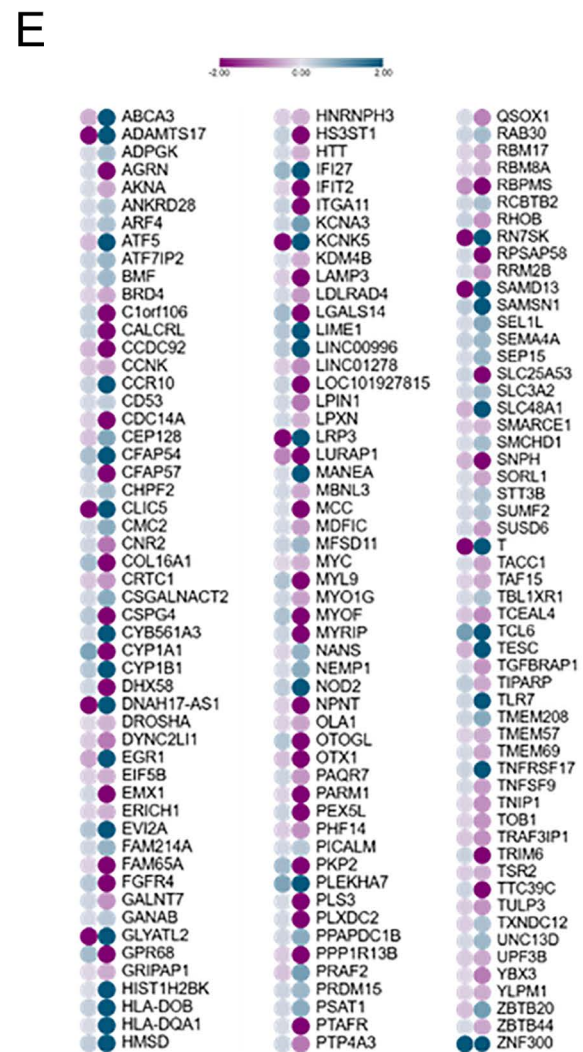 E
-2.00 0.00 2.00
ABCA3
ADAMTS17
ADPGK
AGRN
AKNA
ANKRD28
ARF4
ATF5
ATF7IP2
BMF
BRD4
C1orf106
CALCRL
CCDC92
CCNK
CCR10
CD53
CDC14A
CEP128
CFAP54
CFAP57
CHPF2
CLIC5
CMC2
CNR2
COL16A1
CRTC1
CSGALNACT2
CSPG4
CYB561A3
CYP1A1
CYP1B1
DHX58
DNAH17-AS1
DROSHA
DYNC2LI1
EGR1
EIF5B
EMX1
ERICH1
EVI2A
FAM214A
FAM65A
FGFR4
GALNT7
GANAB
GLYATL2
GPR68
GRIPAP1
HIST1H2BK
HLA-DOB
HLA-DQA1
HMSD
HNRNPH3
HS3ST1
HTT
IFI27
IFIT2
ITGA11
KCNA3
KCNK5
KDM4B
LAMP3
LDLRAD4
LGALS14
LIME1
LINC00996
LINC01278
LOC101927815
LPIN1
LPXN
LRP3
LURAP1
MANEA
MBNL3
MCC
MDFIC
MFSD11
MYC
MYL9
MYO1G
MYOF
MYRIP
NANS
NEMP1
NOD2
NPNT
OLA1
OTOGL
OTX1
PAQR7
PARM1
PEX5L
PHF14
PICALM
PKP2
PLEKHA7
PLS3
PLXDC2
PPAPDC1B
PPP1R13B
PRAF2
PRDM15
PSAT1
PTAFR
PTP4A3
QSOX1
RAB30
RBM17
RBM8A
RBPMS
RCBTB2
RHOB
RN7SK
RPSAP58
RRM2B
SAMD13
SAMSN1
SEL1L
SEMA4A
SEP15
SLC25A53
SLC3A2
SLC48A1
SMARCE1
SMCHD1
SNPH
SORL1
STT3B
SUMF2
SUSD6
T
TACC1
TAF15
TBL1XR1
TCEAL4
TCL6
TESC
TGFBRAP1
TIPARP
TLR7
TMEM208
TMEM57
TMEM69
TNFRSF17
TNFSF9
TNIP1
TOB1
TRAF3IP1
TRIM6
TSR2
TTC39C
TULP3
TXNDC12
UNC13D
UPF3B
YBX3
YLPM1
ZBTB20
ZBTB44
ZNF300